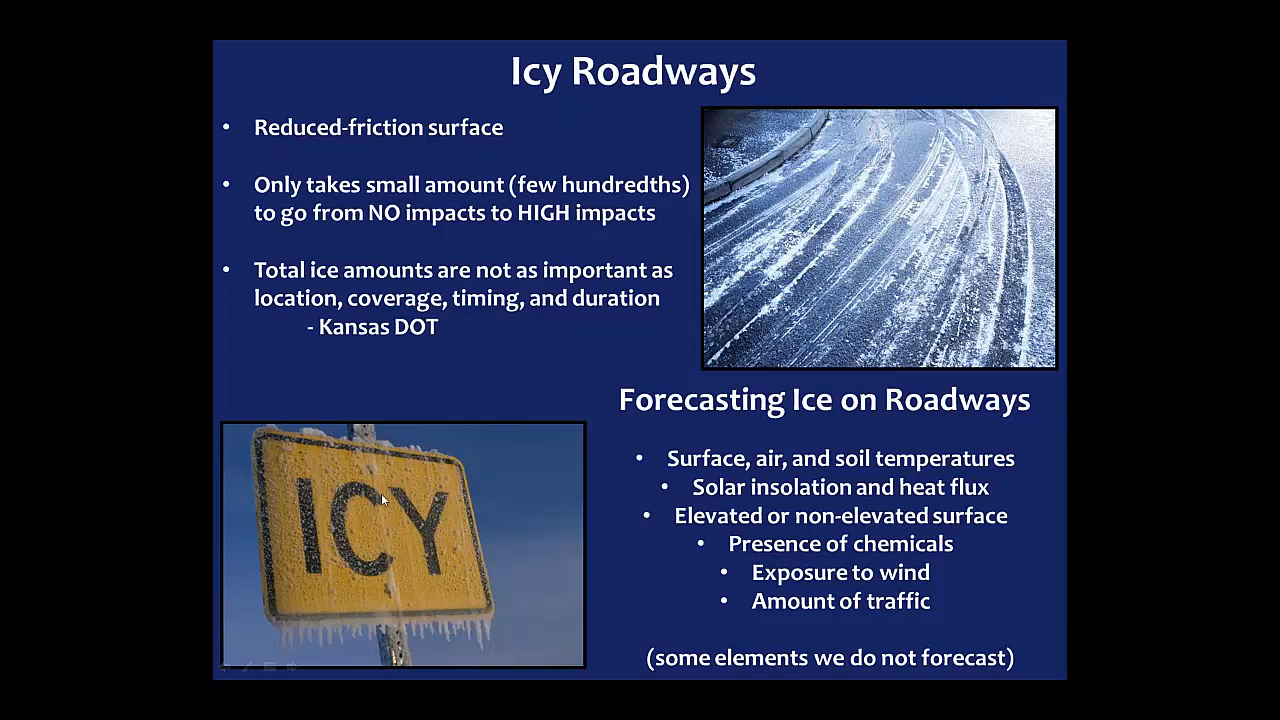 Icy Roadways
• Reduced-friction surface
• Only takes small amount (few hundredths)
to go from NO impacts to HIGH impacts
• Total ice amounts are not as important as
location, coverage, timing, and duration
- Kansas DOT
ICY
Forecasting Ice on Roadways
• Surface, air, and soil temperatures
• Solar insolation and heat flux
• Elevated or non-elevated surface
• Presence of chemicals
• Exposure to wind
• Amount of traffic
(some elements we do not forecast)